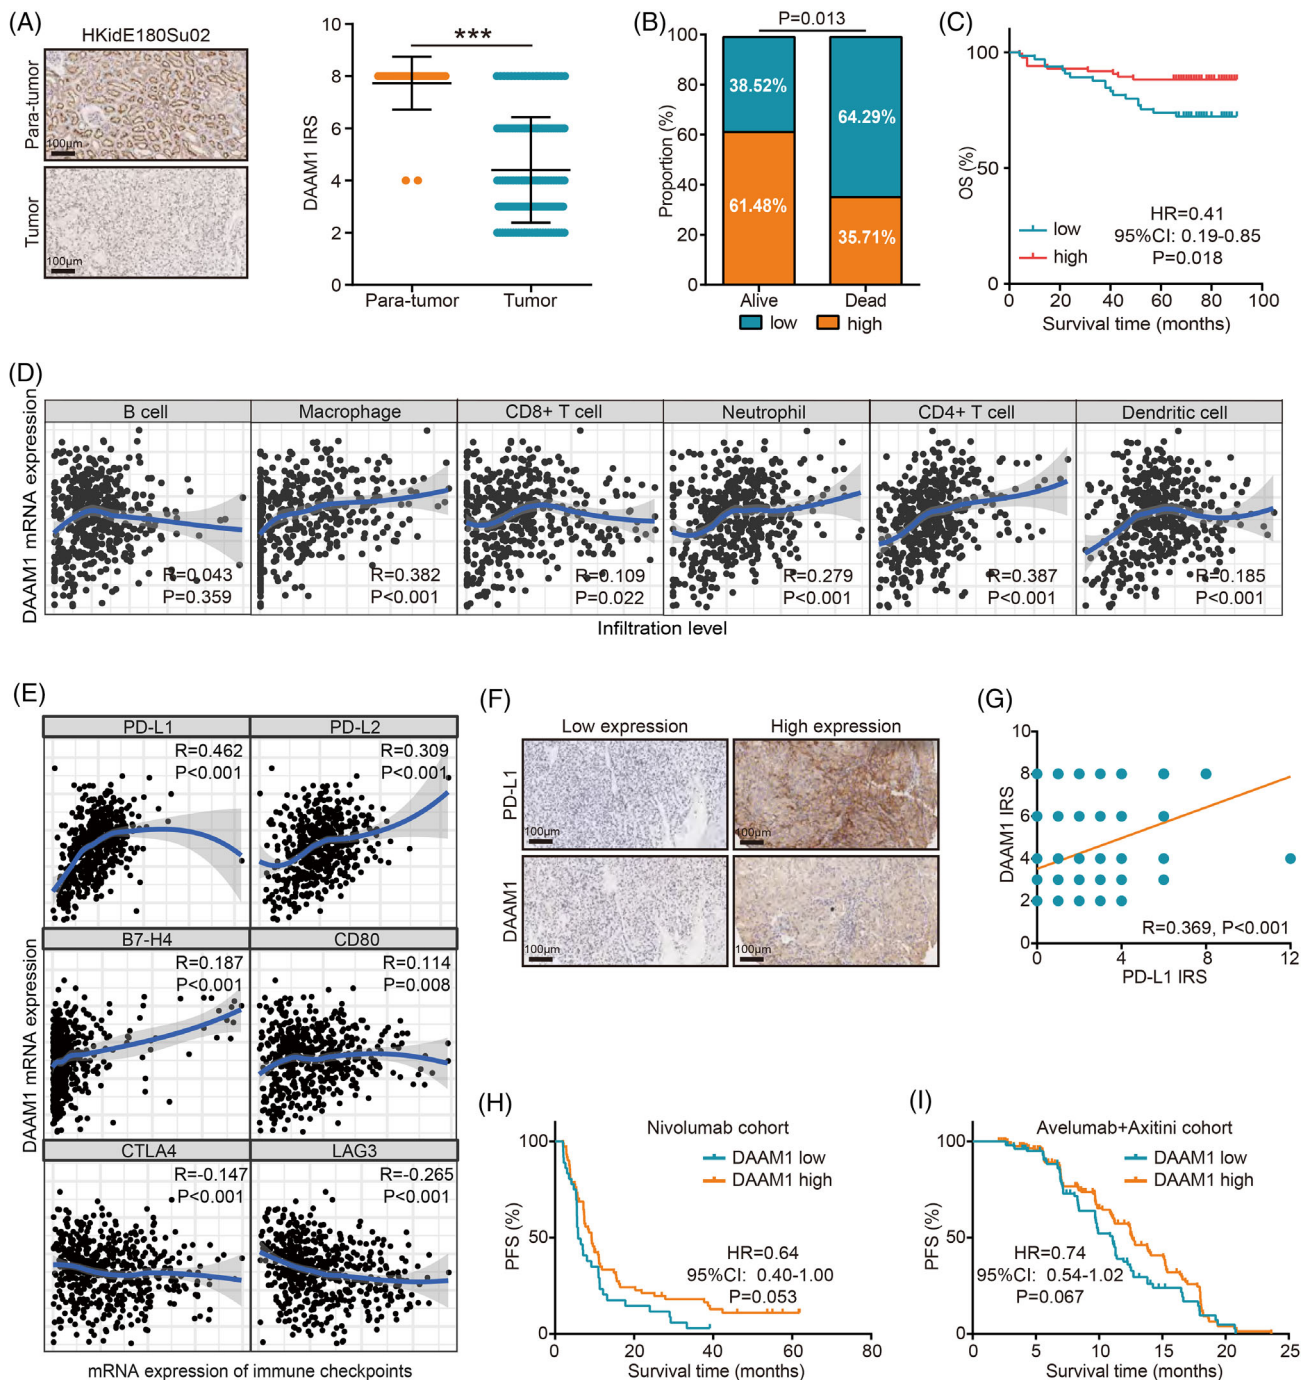 (A)
HKidE180Su02
Para-tumor
100μm
Tumor
100μm
DAAM1 IRS
10
8
6
4
2
***
Para-tumor
Tumor
(B)
P=0.013
Proportion (%)
100
80
60
40
20
0
38.52%
61.48%
64.29%
35.71%
Alive
Dead
low
high
(C)
OS (%)
100
50
0
low
high
HR=0.41
95%CI: 0.19-0.85
P=0.018
0 20 40 60 80 100
Survival time (months)
(D)
DAAM1 mRNA expression
B cell
R=0.043
P=0.359
Macrophage
R=0.382
P<0.001
CD8+ T cell
R=0.109
P=0.022
Neutrophil
R=0.279
P<0.001
CD4+ T cell
R=0.387
P<0.001
Dendritic cell
R=0.185
P<0.001
Infiltration level
(E)
DAAM1 mRNA expression
PD-L1
R=0.462
P<0.001
PD-L2
R=0.309
P<0.001
B7-H4
R=0.187
P<0.001
CD80
R=0.114
P=0.008
CTLA4
R=-0.147
P<0.001
LAG3
R=-0.265
P<0.001
mRNA expression of immune checkpoints
(F)
Low expression
High expression
PD-L1
100μm
100μm
DAAM1
100μm
100μm
(G)
DAAM1 IRS
10
8
6
4
2
0
R=0.369, P<0.001
0 4 8 12
PD-L1 IRS
(H)
Nivolumab cohort
PFS (%)
100
50
0
DAAM1 low
DAAM1 high
HR=0.64
95%CI: 0.40-1.00
P=0.053
0 20 40 60 80
Survival time (months)
(I)
Avelumab+Axitini cohort
PFS (%)
100
50
0
DAAM1 low
DAAM1 high
HR=0.74
95%CI: 0.54-1.02
P=0.067
0 5 10 15 20 25
Survival time (months)